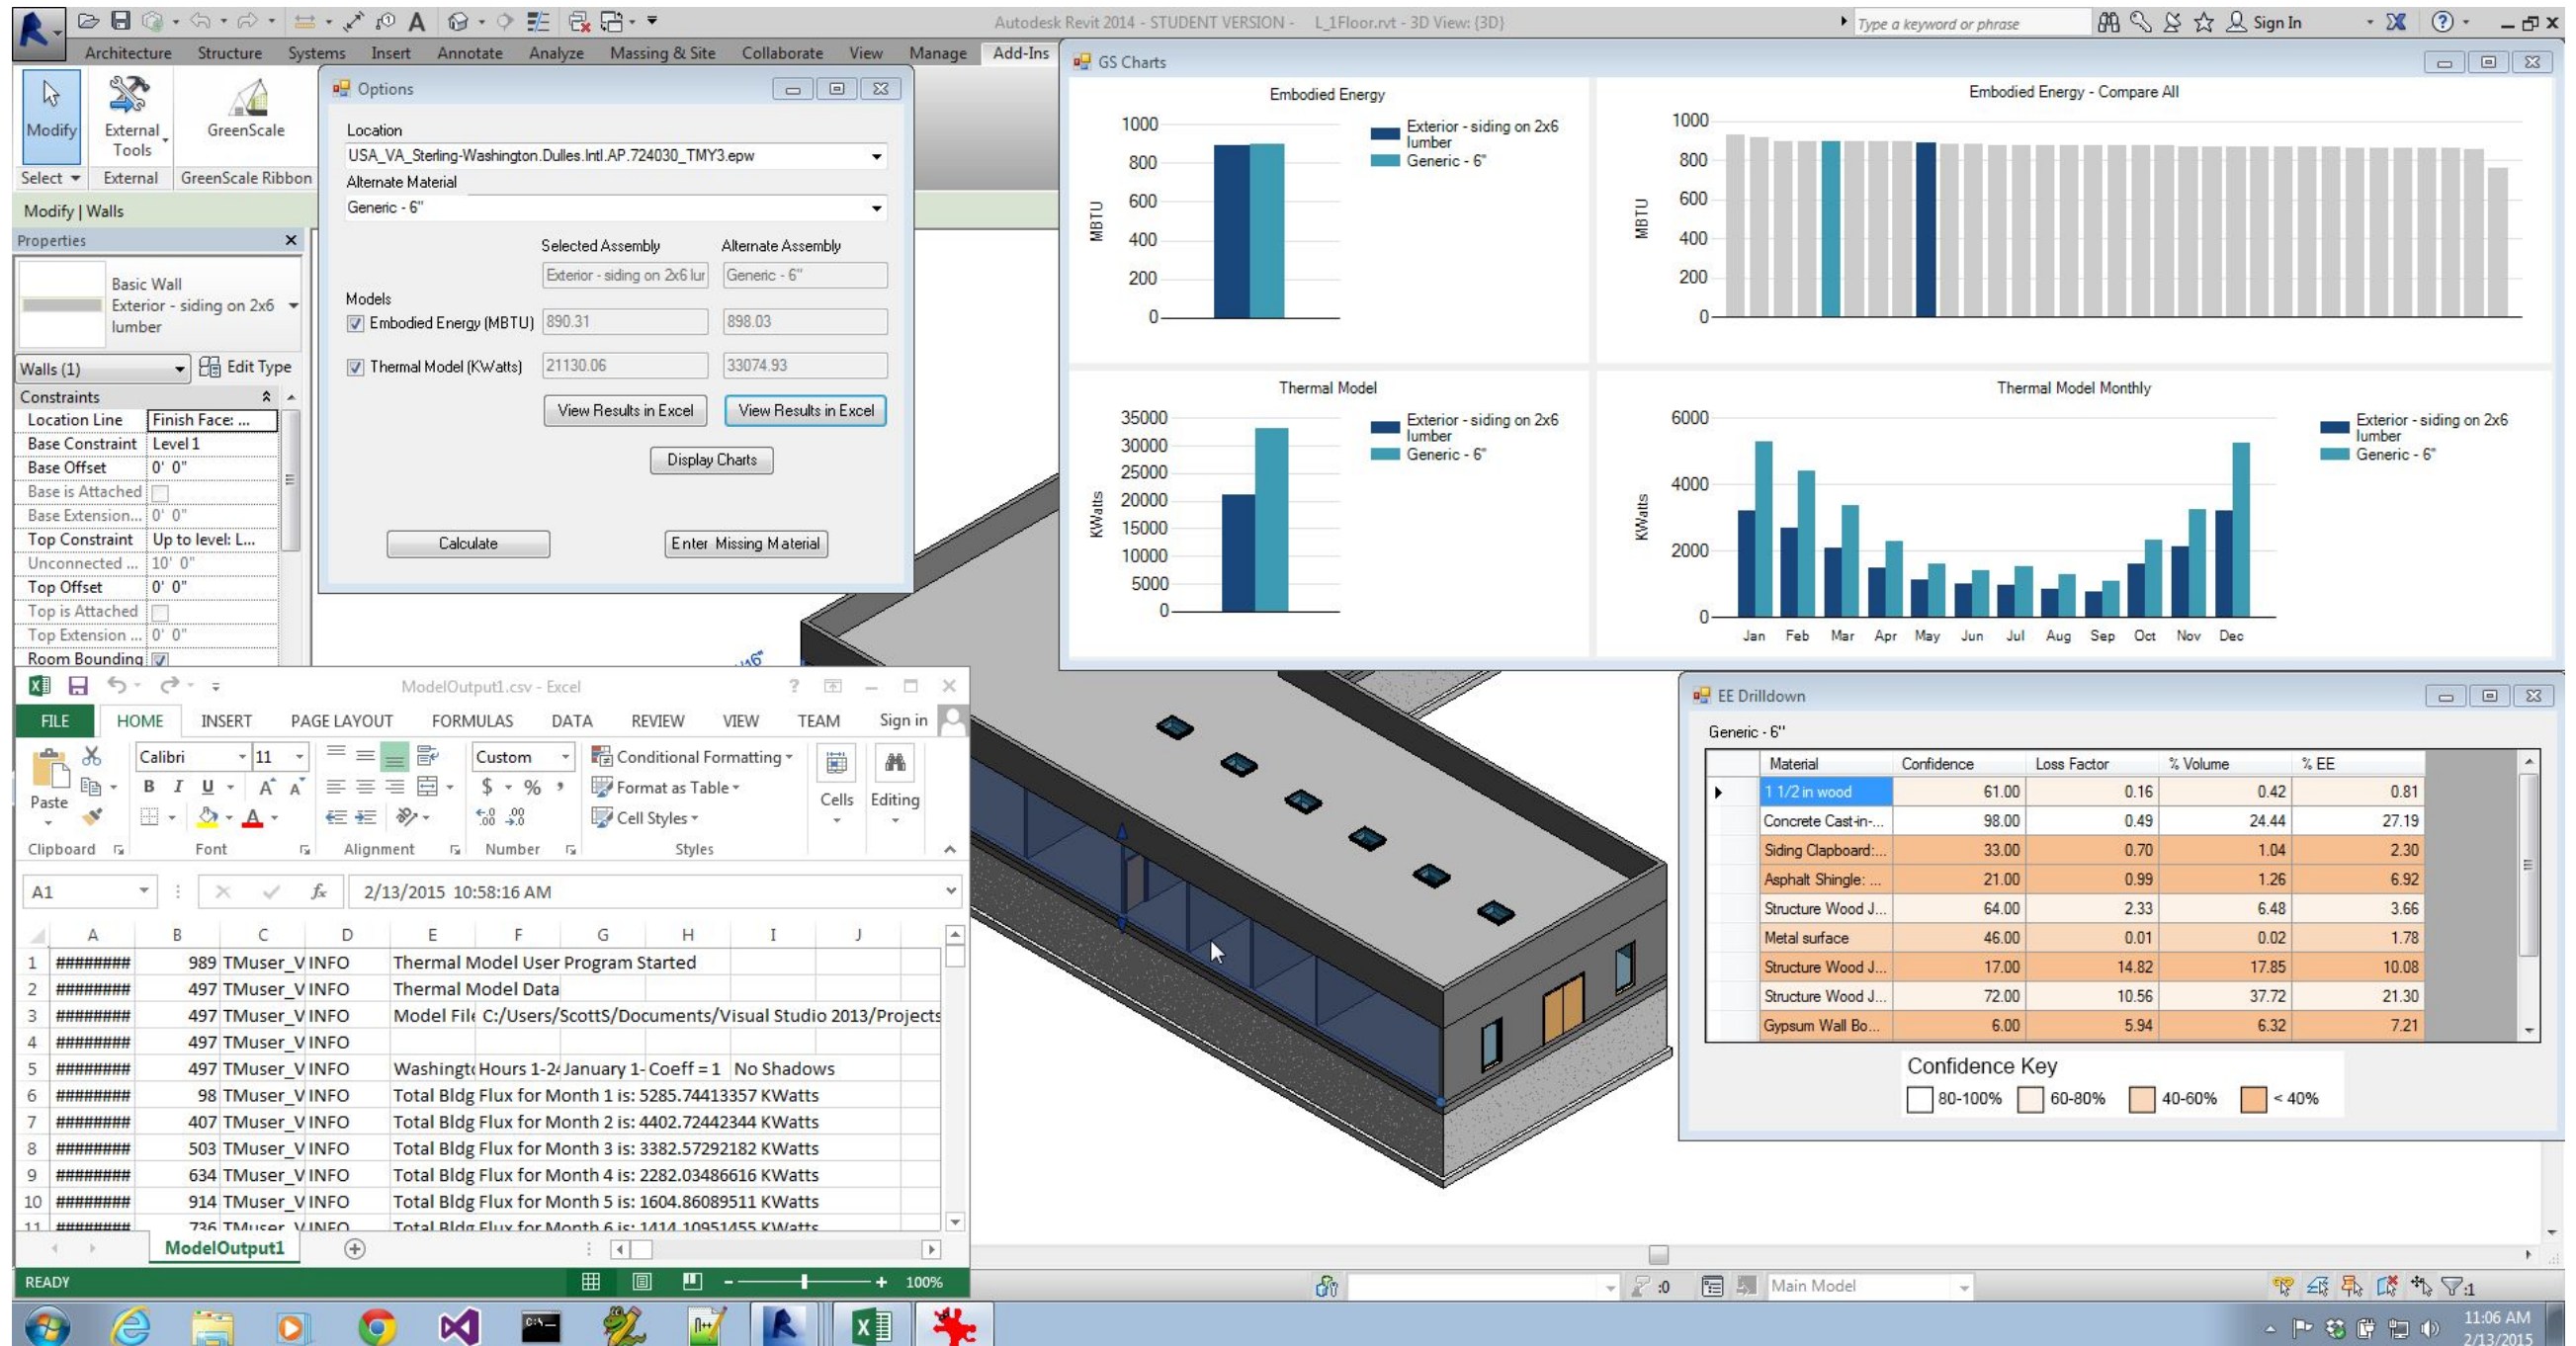 Autodesk Revit 2014 - STUDENT VERSION -    L_1Floor.rvt - 3D View: {3D}
Type a keyword or phrase
Sign In
Architecture Structure Systems Insert Annotate Analyze Massing & Site Collaborate View Manage Add-Ins
Modify
External Tools
GreenScale
Select External GreenScale Ribbon
Modify | Walls
Properties
Basic Wall
Exterior - siding on 2x6
lumber
Walls (1) Edit Type
Constraints
Location Line Finish Face: ...
Base Constraint Level 1
Base Offset 0' 0"
Base is Attached
Base Extension... 0' 0"
Top Constraint Up to level: L...
Unconnected ... 10' 0"
Top Offset 0' 0"
Top is Attached
Top Extension ... 0' 0"
Room Bounding
Options
Location
USA_VA_Sterling-Washington.Dulles.Intl.AP.724030_TMY3.epw
Alternate Material
Generic - 6"
Selected Assembly Alternate Assembly
Exterior - siding on 2x6 lur Generic - 6"
Models
Embodied Energy (MBTU) 890.31 898.03
Thermal Model (KWatts) 21130.06 33074.93
View Results in Excel View Results in Excel
Display Charts
Calculate Enter Missing Material
GS Charts
Embodied Energy
MBTU
1000
800
600
400
200
0
Exterior - siding on 2x6
lumber
Generic - 6"
Embodied Energy - Compare All
MBTU
1000
800
600
400
200
0
Thermal Model
KWatts
35000
30000
25000
20000
15000
10000
5000
0
Exterior - siding on 2x6
lumber
Generic - 6"
Thermal Model Monthly
KWatts
6000
4000
2000
0
Jan Feb Mar Apr May Jun Jul Aug Sep Oct Nov Dec
Exterior - siding on 2x6
lumber
Generic - 6"
ModelOutput1.csv - Excel
FILE HOME INSERT PAGE LAYOUT FORMULAS DATA REVIEW VIEW TEAM Sign in
Paste
Calibri 11
B I U
Custom
$ % ,
Conditional Formatting
Format as Table
Cell Styles
Cells Editing
Clipboard Font Alignment Number Styles
A1 fx 2/13/2015 10:58:16 AM
A B C D E F G H I J
1 ######## 989 TMuser_V INFO Thermal Model User Program Started
2 ######## 497 TMuser_V INFO Thermal Model Data
3 ######## 497 TMuser_V INFO Model File C:/Users/ScottS/Documents/Visual Studio 2013/Projects
4 ######## 497 TMuser_V INFO
5 ######## 497 TMuser_V INFO Washingto Hours 1-24 January 1- Coeff = 1 No Shadows
6 ######## 98 TMuser_V INFO Total Bldg Flux for Month 1 is: 5285.74413357 KWatts
7 ######## 407 TMuser_V INFO Total Bldg Flux for Month 2 is: 4402.72442344 KWatts
8 ######## 503 TMuser_V INFO Total Bldg Flux for Month 3 is: 3382.57292182 KWatts
9 ######## 634 TMuser_V INFO Total Bldg Flux for Month 4 is: 2282.03486616 KWatts
10 ######## 914 TMuser_V INFO Total Bldg Flux for Month 5 is: 1604.86089511 KWatts
11 ######## 736 TMuser_V INFO Total Bldg Flux for Month 6 is: 1414.10951455 KWatts
ModelOutput1
READY 100%
EE Drilldown
Generic - 6"
Material Confidence Loss Factor % Volume % EE
1 1/2 in wood 61.00 0.16 0.42 0.81
Concrete Cast-in-... 98.00 0.49 24.44 27.19
Siding Clapboard:... 33.00 0.70 1.04 2.30
Asphalt Shingle: ... 21.00 0.99 1.26 6.92
Structure Wood J... 64.00 2.33 6.48 3.66
Metal surface 46.00 0.01 0.02 1.78
Structure Wood J... 17.00 14.82 17.85 10.08
Structure Wood J... 72.00 10.56 37.72 21.30
Gypsum Wall Bo... 6.00 5.94 6.32 7.21
Confidence Key
80-100% 60-80% 40-60% < 40%
:0 Main Model :1
11:06 AM
2/13/2015